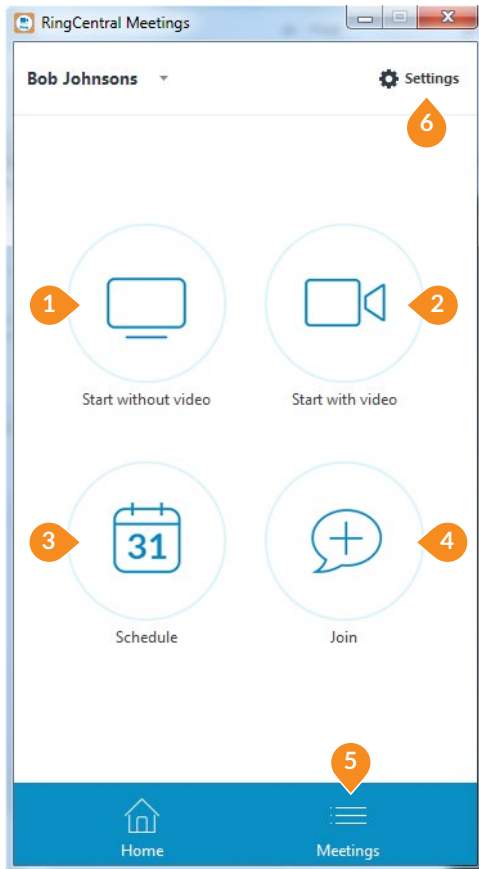 RingCentral Meetings
Bob Johnsons
Settings
6
1
2
Start without video
Start with video
3
31
4
Schedule
Join
5
Home
Meetings